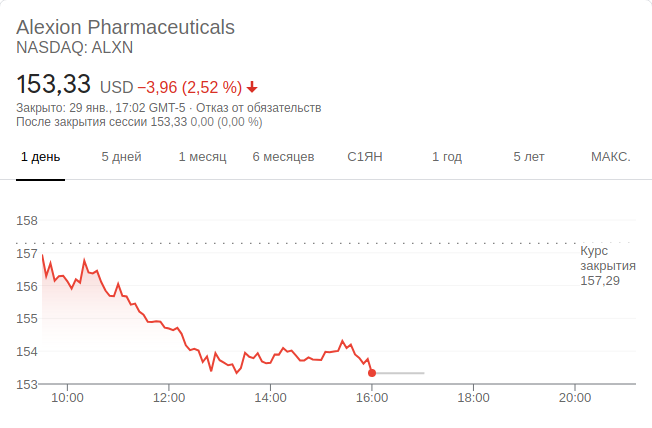 Alexion Pharmaceuticals
NASDAQ: ALXN
153,33 USD −3,96 (2,52 %)
Закрыто: 29 янв., 17:02 GMT-5 · Отказ от обязательств
После закрытия сессии 153,33 0,00 (0,00 %)
1 день 5 дней 1 месяц 6 месяцев С1ЯН 1 год 5 лет МАКС.
158
157
156
155
154
153
Курс
закрытия
157,29
10:00 12:00 14:00 16:00 18:00 20:00